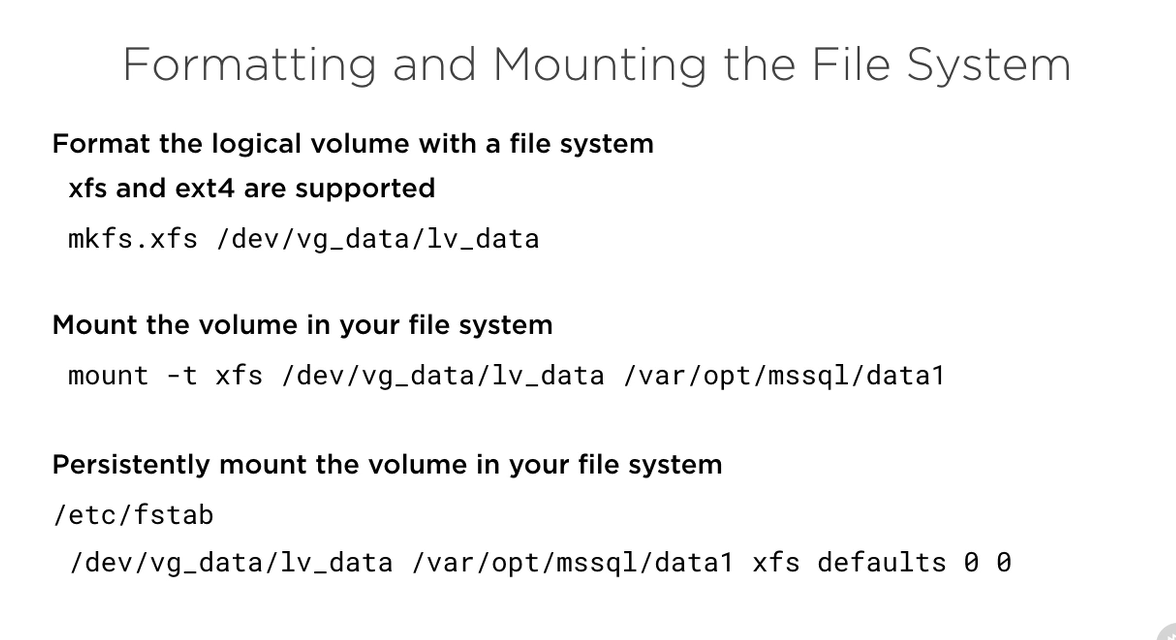 Formatting and Mounting the File System
Format the logical volume with a file system
xfs and ext4 are supported
mkfs.xfs /dev/vg_data/lv_data
Mount the volume in your file system
mount -t xfs /dev/vg_data/lv_data /var/opt/mssql/data1
Persistently mount the volume in your file system
/etc/fstab
/dev/vg_data/lv_data /var/opt/mssql/data1 xfs defaults 0 0